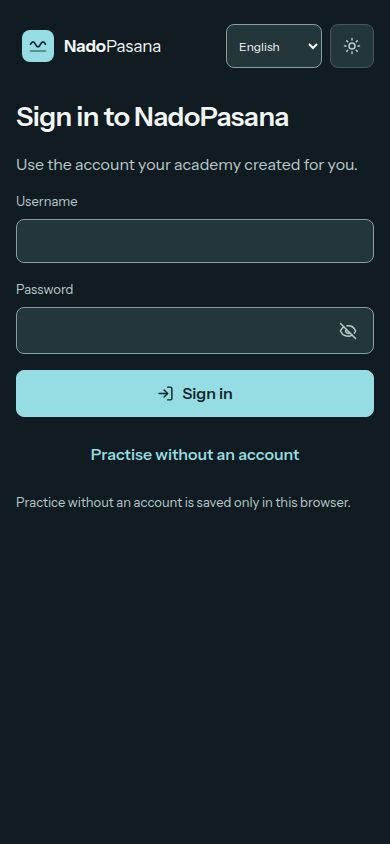 NadoPasana
English
Sign in to NadoPasana
Use the account your academy created for you.
Username
Password
Sign in
Practise without an account
Practice without an account is saved only in this browser.